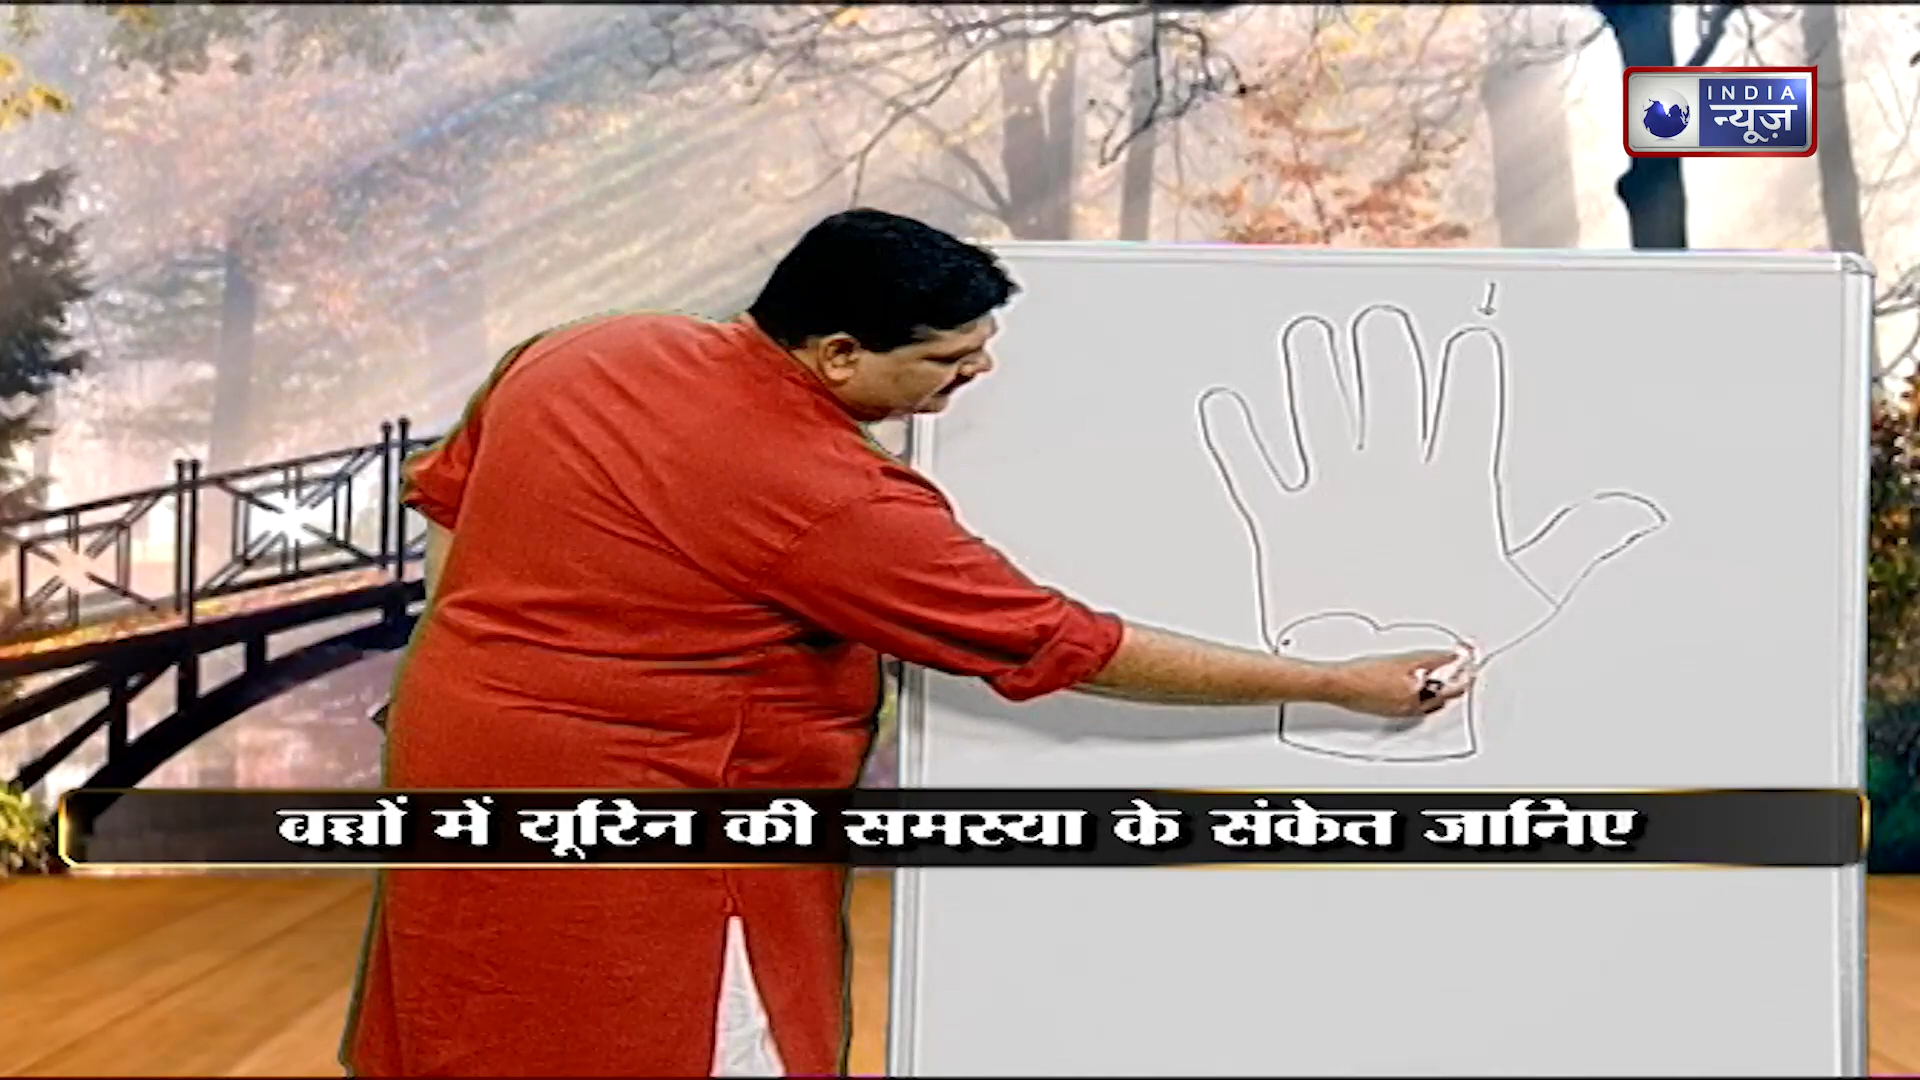 INDIA
न्यूज़
बच्चों में यूरिन की समस्या के संकेत जानिए